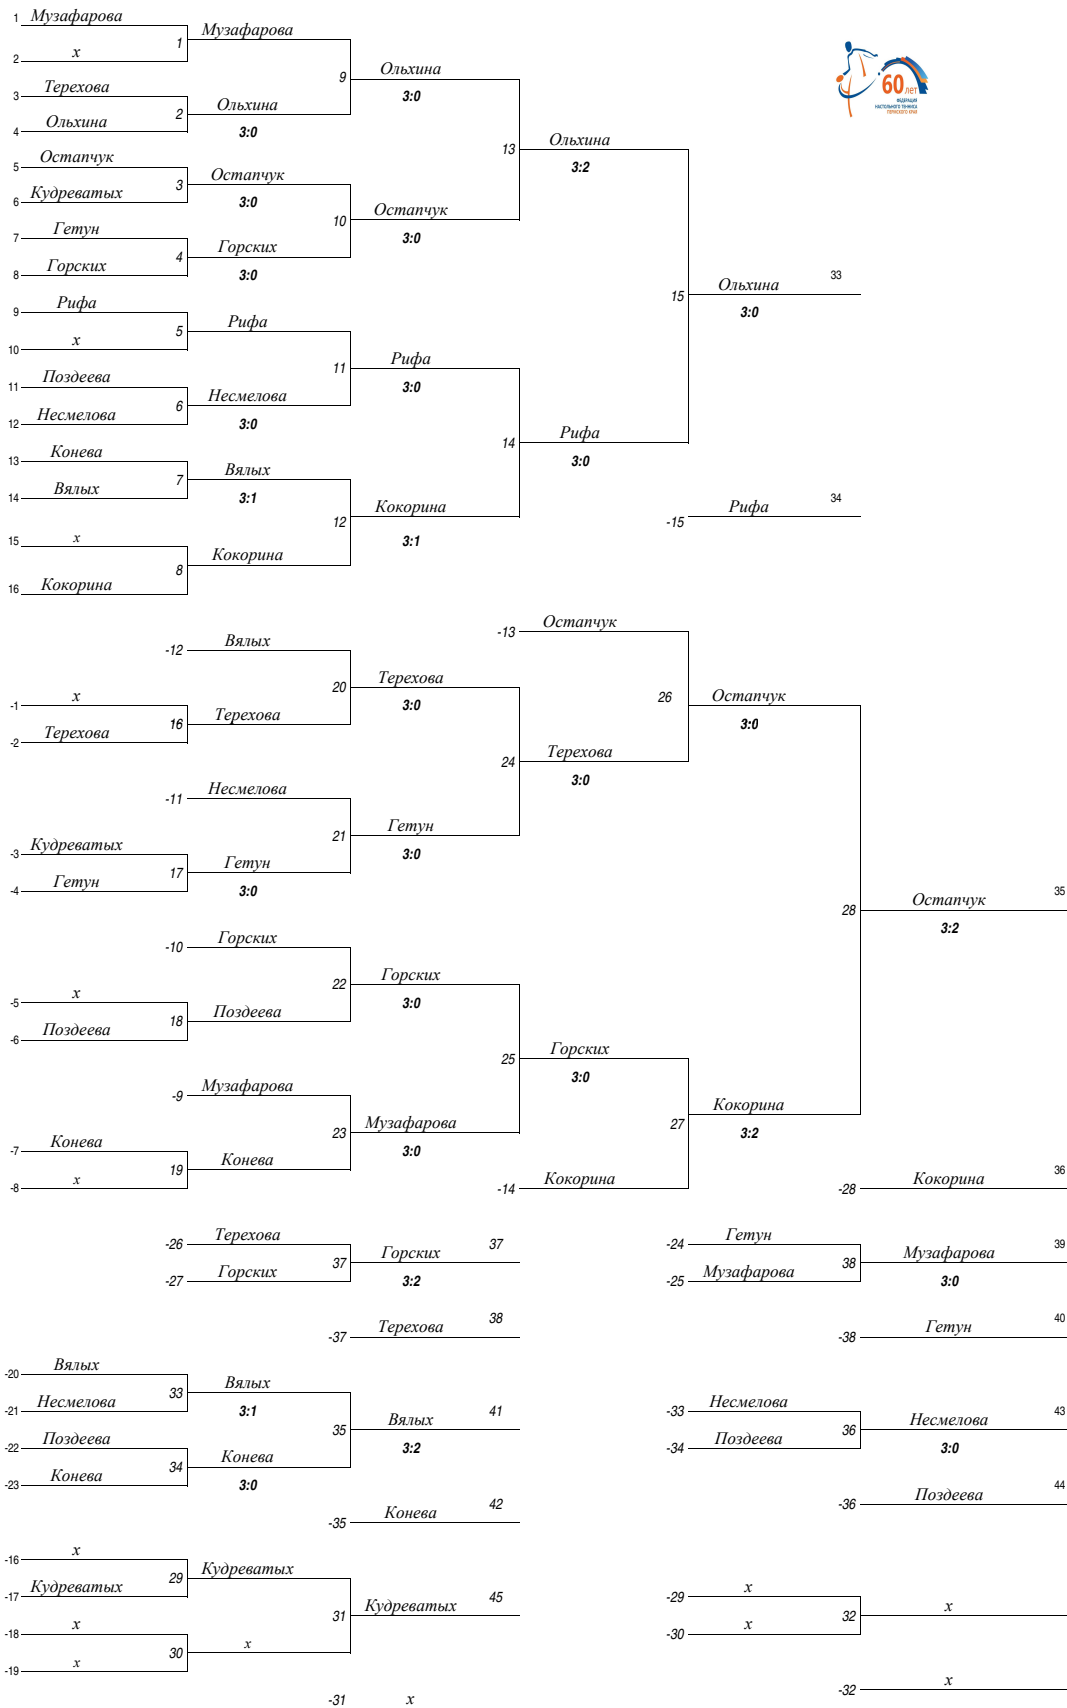 1 Музафарова
1 Музафарова
2 х
9 Ольхина
3:0
3 Терехова
2 Ольхина
3:0
4 Ольхина
13 Ольхина
3:2
5 Остапчук
3 Остапчук
3:0
6 Кудреватых
10 Остапчук
3:0
7 Гетун
4 Горских
3:0
8 Горских
15 Ольхина 33
3:0
9 Рифа
5 Рифа
10 х
11 Рифа
3:0
11 Поздеева
6 Несмелова
3:0
12 Несмелова
14 Рифа
3:0
13 Конева
7 Вялых
3:1
14 Вялых
12 Кокорина
3:1
-15 Рифа 34
15 х
8 Кокорина
16 Кокорина
60 лет
ФЕДЕРАЦИЯ
НАСТОЛЬНОГО ТЕННИСА
ПЕРМСКОГО КРАЯ
-13 Остапчук
-12 Вялых
20 Терехова
3:0
26 Остапчук
3:0
-1 х
16 Терехова
-2 Терехова
24 Терехова
3:0
-11 Несмелова
21 Гетун
3:0
-3 Кудреватых
17 Гетун
3:0
-4 Гетун
28 Остапчук 35
3:2
-10 Горских
22 Горских
3:0
-5 х
18 Поздеева
-6 Поздеева
25 Горских
3:0
-9 Музафарова
27 Кокорина
3:2
23 Музафарова
3:0
-7 Конева
19 Конева
-8 х
-14 Кокорина
-28 Кокорина 36
-26 Терехова
37 Горских 37
3:2
-27 Горских
-24 Гетун
38 Музафарова 39
3:0
-25 Музафарова
-37 Терехова 38
-38 Гетун 40
-20 Вялых
33 Вялых
3:1
-21 Несмелова
35 Вялых 41
3:2
-22 Поздеева
34 Конева
3:0
-23 Конева
-33 Несмелова
36 Несмелова 43
3:0
-34 Поздеева
-35 Конева 42
-36 Поздеева 44
-16 х
29 Кудреватых
-17 Кудреватых
31 Кудреватых 45
-18 х
30 х
-19 х
-29 х
32 х
-30 х
-31 х
-32 х